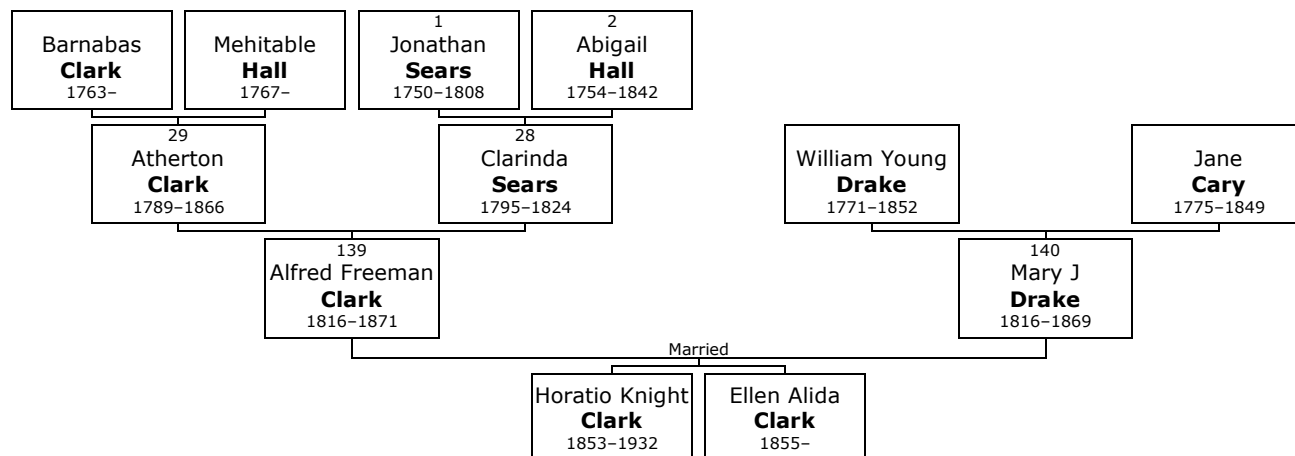 Barnabas
Clark
1763–
Mehitable
Hall
1767–
1
Jonathan
Sears
1750–1808
2
Abigail
Hall
1754–1842
29
Atherton
Clark
1789–1866
28
Clarinda
Sears
1795–1824
William Young
Drake
1771–1852
Jane
Cary
1775–1849
139
Alfred Freeman
Clark
1816–1871
140
Mary J
Drake
1816–1869
Married
Horatio Knight
Clark
1853–1932
Ellen Alida
Clark
1855–